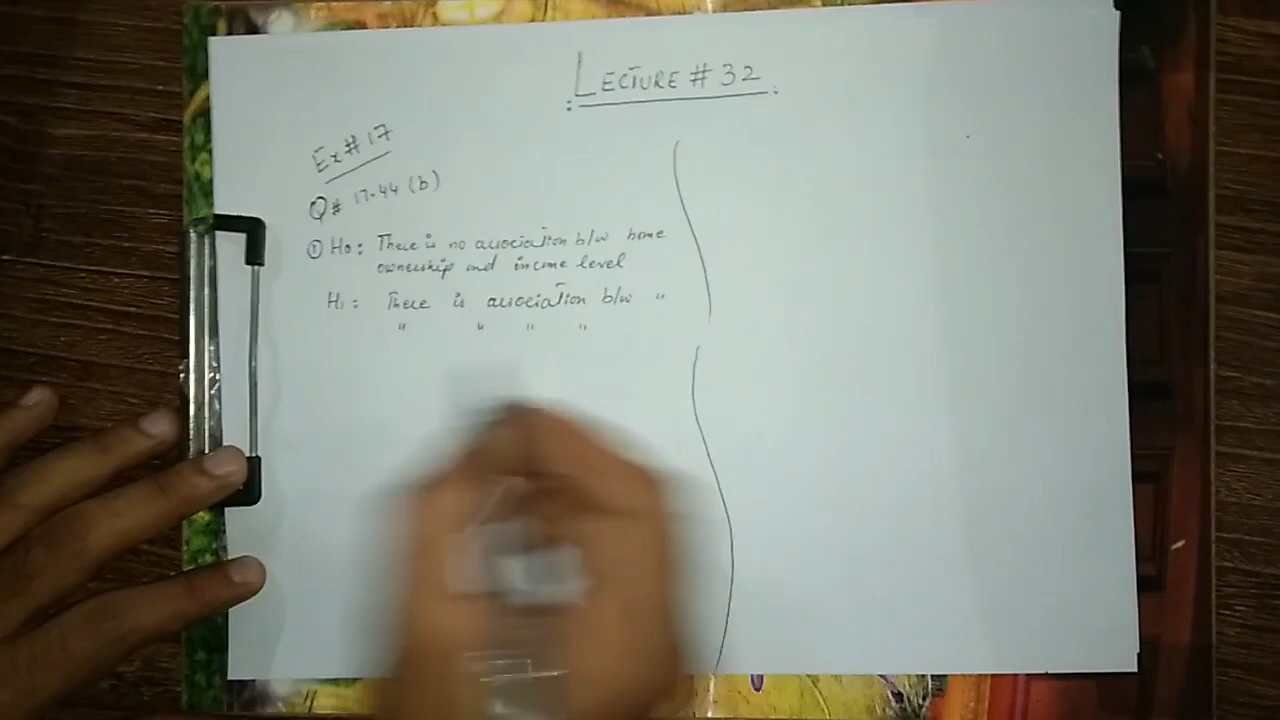 LECTURE # 32
Ex # 17
Q# 17-44 (b)
① Ho: There is no association b/w home
ownership and income level
H1: There is association b/w "
" " " "